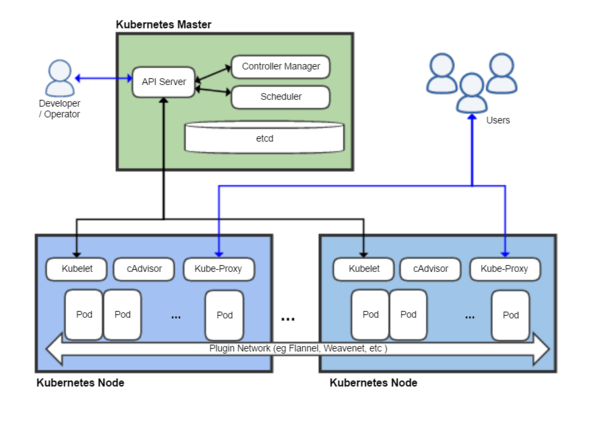 Kubernetes Master
API Server
Controller Manager
Scheduler
etcd
Developer
/ Operator
Users
Kubelet
cAdvisor
Kube-Proxy
Kubelet
cAdvisor
Kube-Proxy
Pod
Pod
...
Pod
...
Pod
Pod
...
Pod
Plugin Network (eg Flannel, Weavenet, etc )
Kubernetes Node
Kubernetes Node